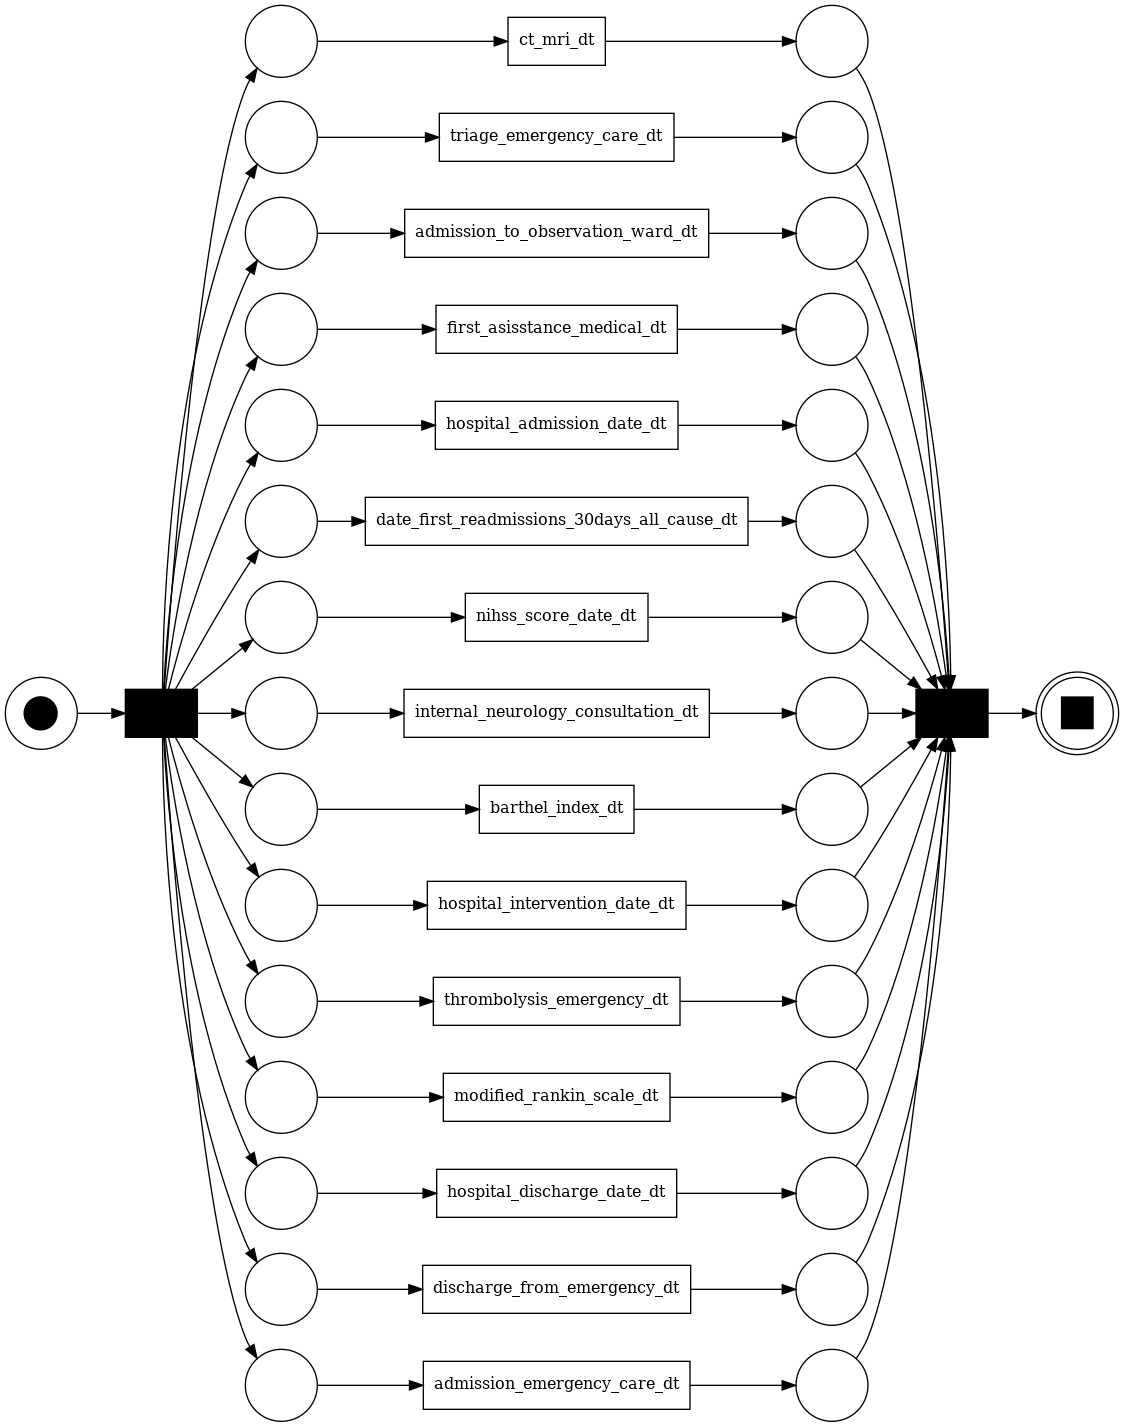 ct_mri_dt
triage_emergency_care_dt
admission_to_observation_ward_dt
first_asisstance_medical_dt
hospital_admission_date_dt
date_first_readmissions_30days_all_cause_dt
nihss_score_date_dt
internal_neurology_consultation_dt
barthel_index_dt
hospital_intervention_date_dt
thrombolysis_emergency_dt
modified_rankin_scale_dt
hospital_discharge_date_dt
discharge_from_emergency_dt
admission_emergency_care_dt